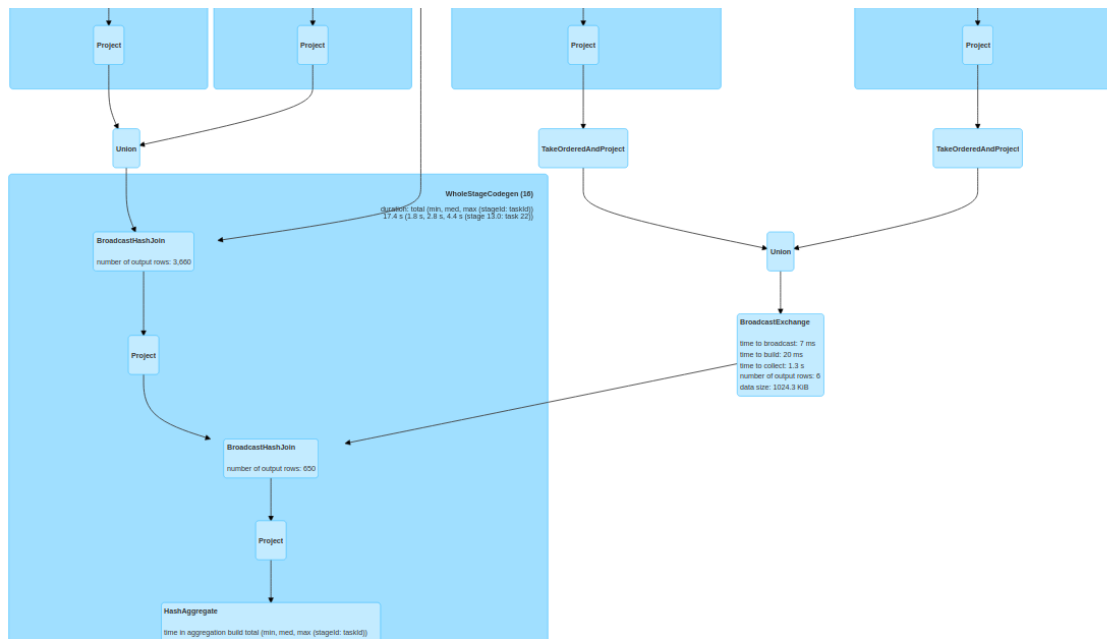 Project
Project
Project
Project
Union
TakeOrderedAndProject
TakeOrderedAndProject
WholeStageCodegen (16)
duration: total (min, med, max (stageId: taskId))
17.4 s (1.8 s, 2.8 s, 4.4 s (stage 13.0: task 22))
BroadcastHashJoin
number of output rows: 3,660
Union
BroadcastExchange
time to broadcast: 7 ms
time to build: 20 ms
time to collect: 1.3 s
number of output rows: 6
data size: 1024.3 KiB
Project
BroadcastHashJoin
number of output rows: 650
Project
HashAggregate
time in aggregation build total (min, med, max (stageId: taskId))